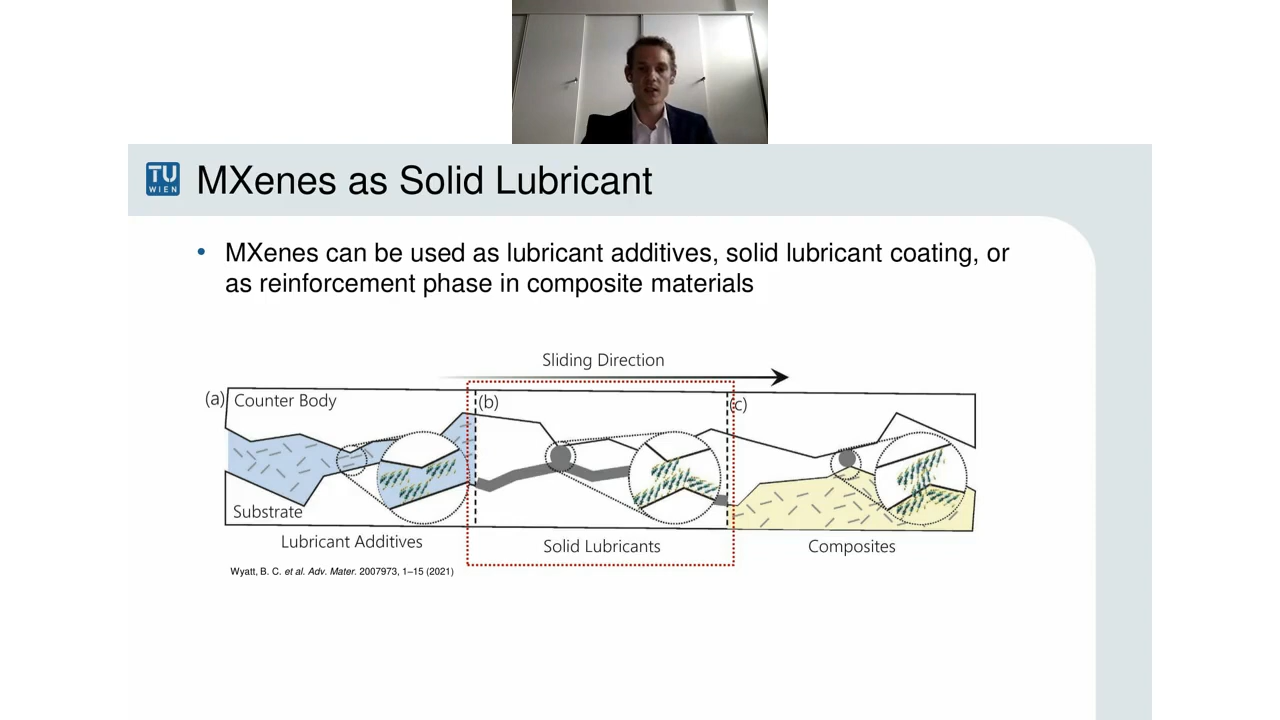 TU
WIEN
MXenes as Solid Lubricant
• MXenes can be used as lubricant additives, solid lubricant coating, or
as reinforcement phase in composite materials
Sliding Direction
(a) Counter Body
(b)
(c)
Substrate
Lubricant Additives
Solid Lubricants
Composites
Wyatt, B. C. et al. Adv. Mater. 2007973, 1–15 (2021)